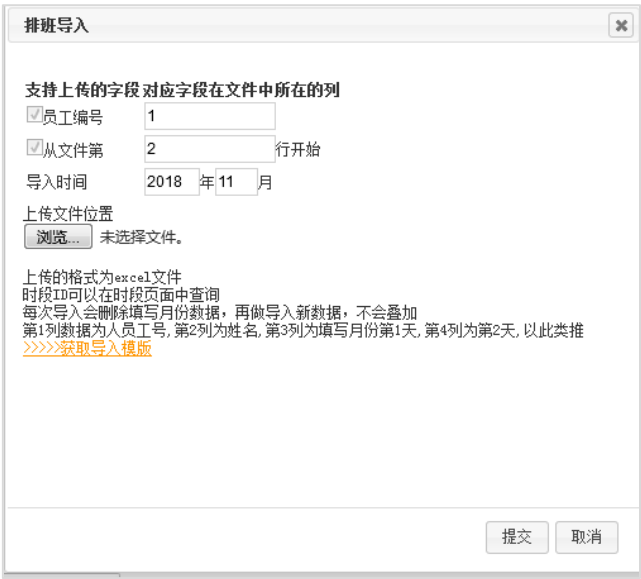 排班导入
支持上传的字段 对应字段在文件中所在的列
员工编号 1
从文件第 2 行开始
导入时间 2018 年 11 月
上传文件位置
浏览... 未选择文件。
上传的格式为excel文件
时段ID可以在时段页面中查询
每次导入会删除填写月份数据，再做导入新数据，不会叠加
第1列数据为人员工号,第2列为姓名,第3列为填写月份第1天,第4列为第2天,以此类推
>>>>>获取导入模版
提交 取消